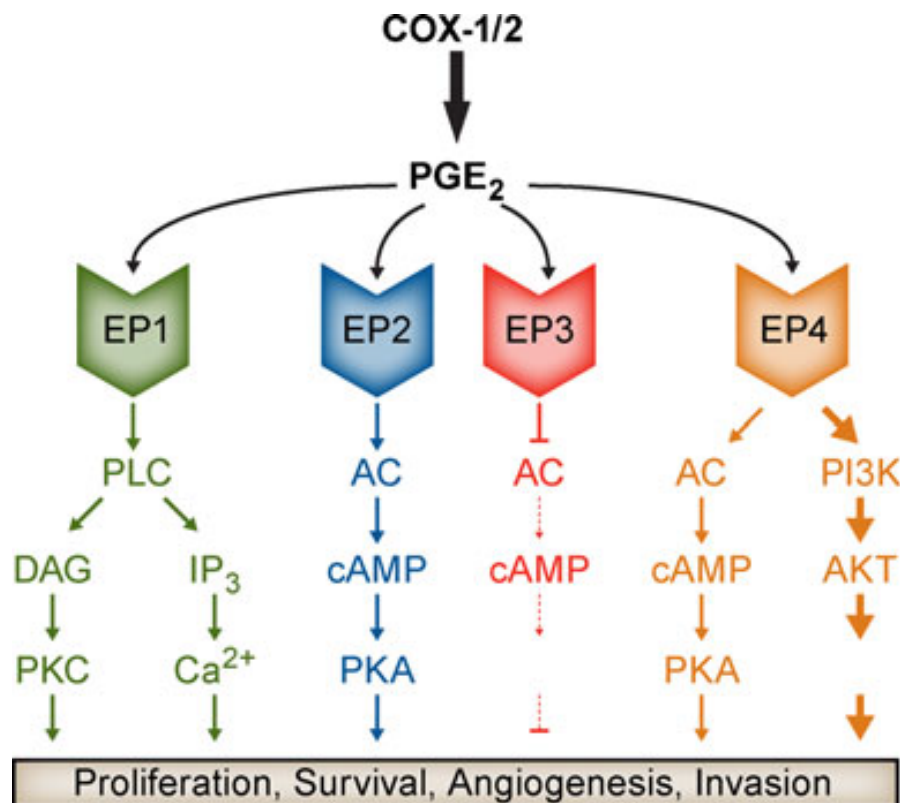 COX-1/2
PGE₂
EP1 EP2 EP3 EP4
PLC AC AC AC PI3K
DAG IP₃ cAMP cAMP cAMP AKT
PKC Ca²⁺ PKA PKA
Proliferation, Survival, Angiogenesis, Invasion